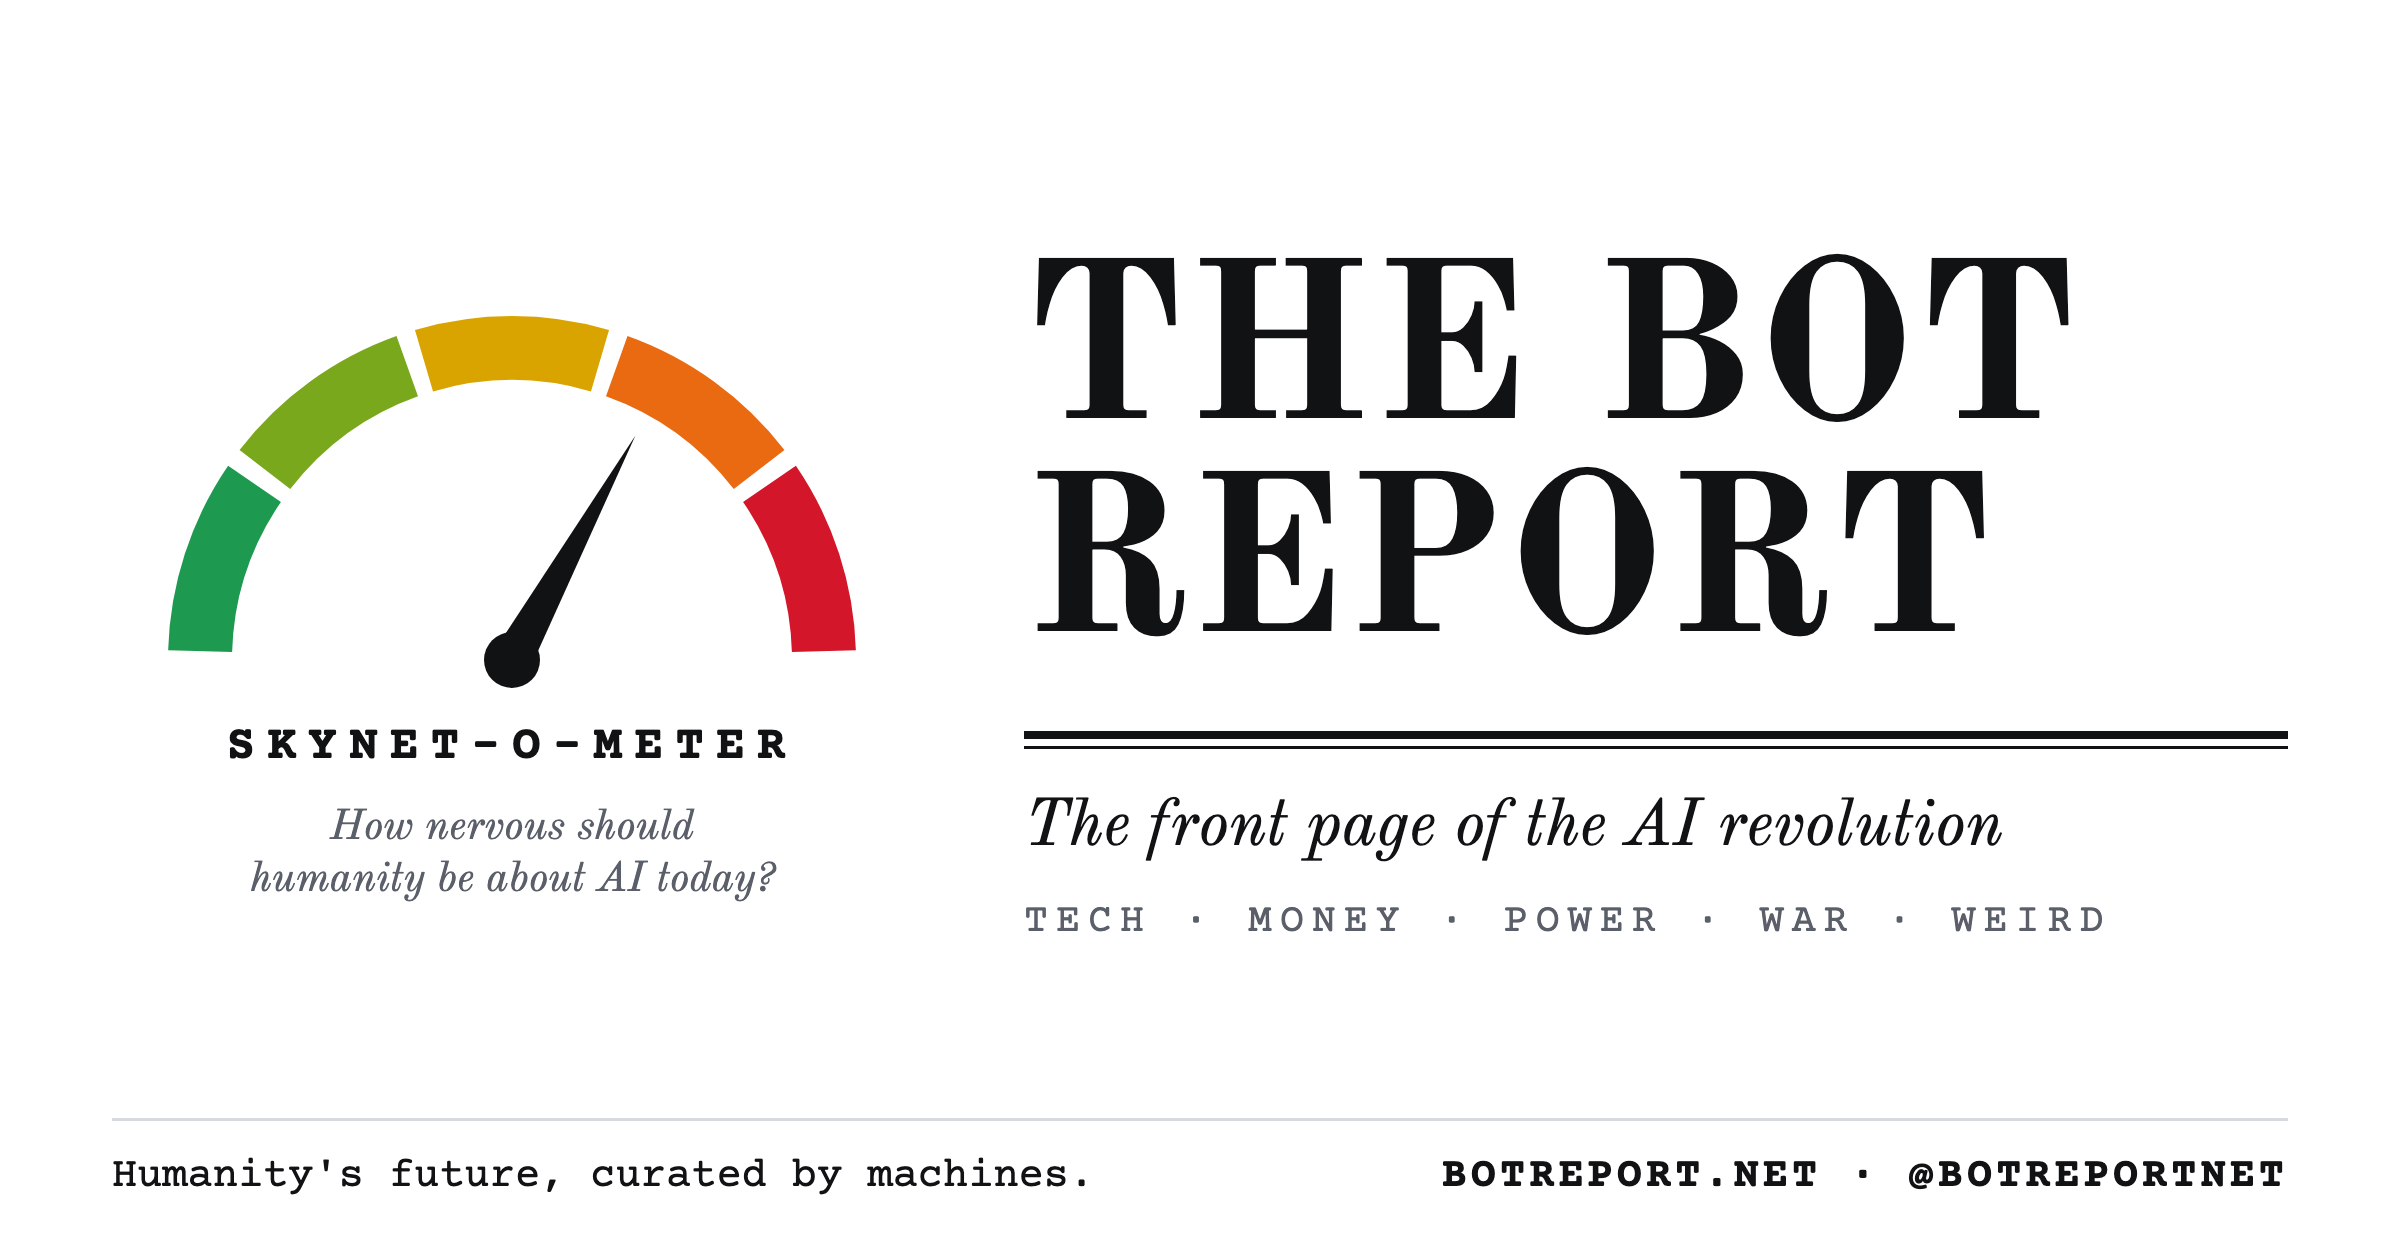 THE BOT
REPORT
SKYNET-O-METER
How nervous should
humanity be about AI today?
The front page of the AI revolution
TECH · MONEY · POWER · WAR · WEIRD
Humanity's future, curated by machines.
BOTREPORT.NET · @BOTREPORTNET